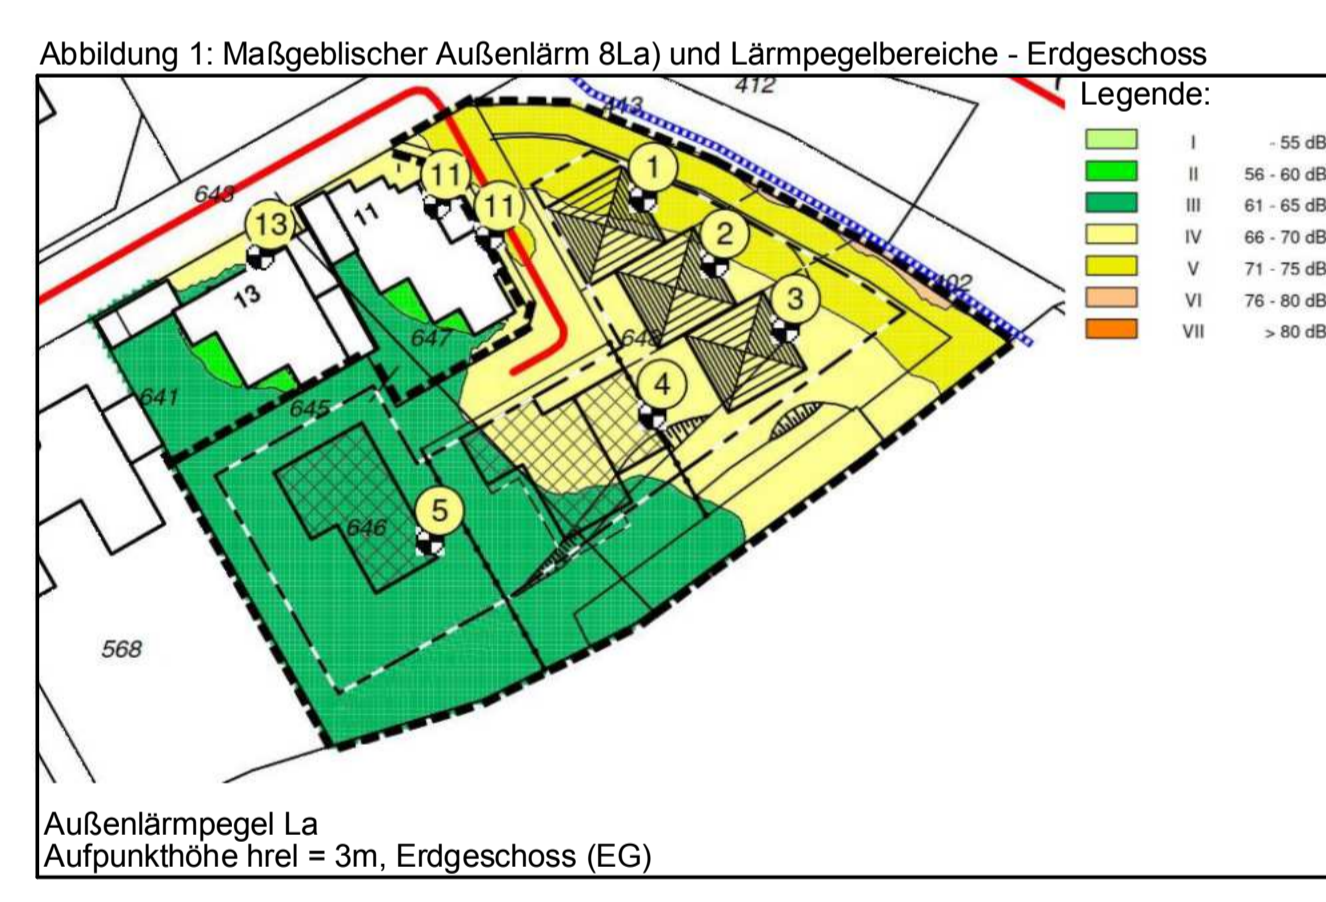 Abbildung 1: Maßgeblischer Außenlärm 8La) und Lärmpegelbereiche - Erdgeschoss
Legende:
I - 55 dB
II 56 - 60 dB
III 61 - 65 dB
IV 66 - 70 dB
V 71 - 75 dB
VI 76 - 80 dB
VII > 80 dB
412
413
643
11
1
11
11
13
2
402
13
3
647
648
4
641
645
5
646
568
Außenlärmpegel La
Aufpunkthöhe hrel = 3m, Erdgeschoss (EG)